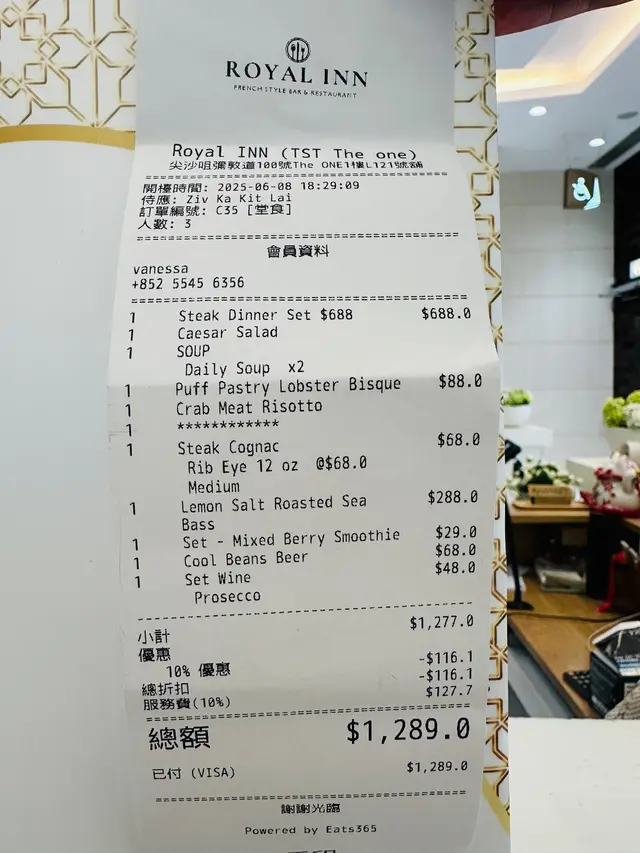 ROYAL INN
FRENCH STYLE BAR & RESTAURANT
Royal INN (TST The one)
尖沙咀彌敦道100號The ONE1樓L121號舖
開檯時間: 2025-06-08 18:29:09
侍應: Ziv Ka Kit Lai
訂單編號: C35 [堂食]
人數: 3
會員資料
vanessa
+852 5545 6356
1 Steak Dinner Set $688 $688.0
1 Caesar Salad
1 SOUP
Daily Soup x2
1 Puff Pastry Lobster Bisque $88.0
1 Crab Meat Risotto
1 ************
1 Steak Cognac $68.0
Rib Eye 12 oz @$68.0
Medium
1 Lemon Salt Roasted Sea $288.0
Bass
1 Set - Mixed Berry Smoothie $29.0
1 Cool Beans Beer $68.0
1 Set Wine $48.0
Prosecco
小計 $1,277.0
優惠
10% 優惠 -$116.1
總折扣 -$116.1
服務費(10%) $127.7
總額 $1,289.0
已付 (VISA) $1,289.0
謝謝光臨
Powered by Eats365